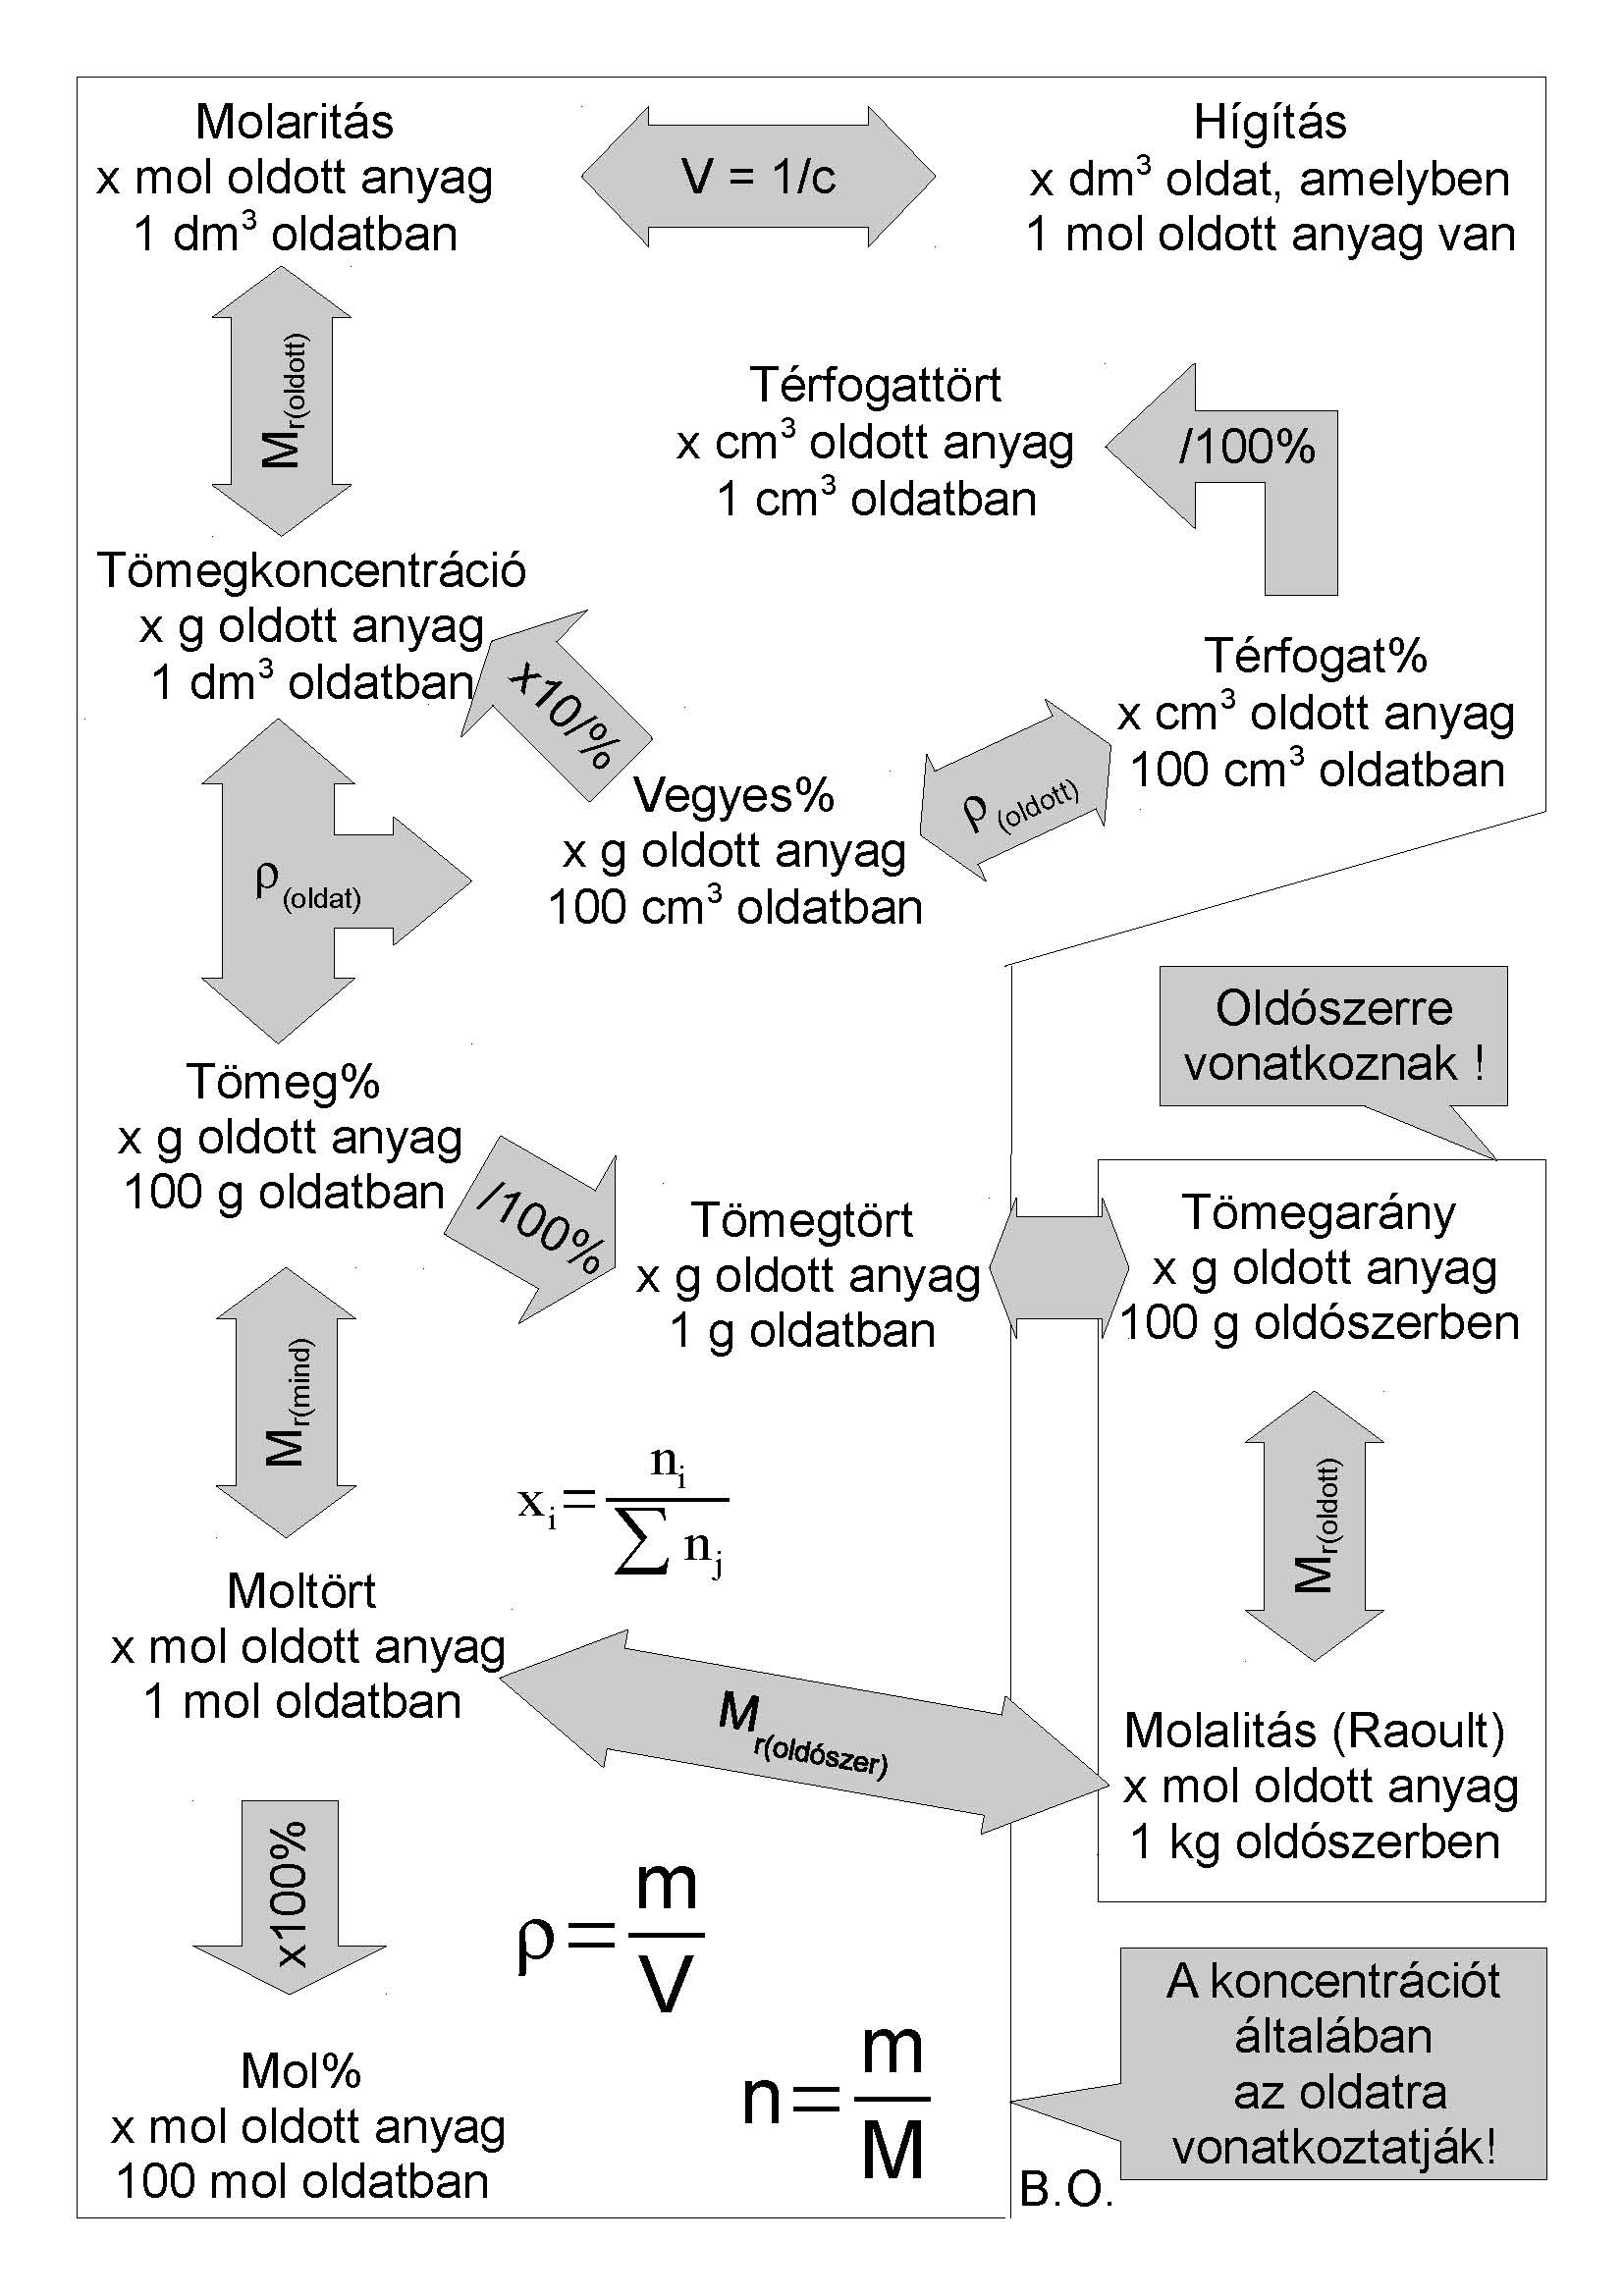 Molaritás
x mol oldott anyag
1 dm³ oldatban
V = 1/c
Hígítás
x dm³ oldat, amelyben
1 mol oldott anyag van
Mr(oldott)
Térfogattört
x cm³ oldott anyag
1 cm³ oldatban
/100%
Tömegkoncentráció
x g oldott anyag
1 dm³ oldatban
x10/%
Térfogat%
x cm³ oldott anyag
100 cm³ oldatban
ρ(oldott)
Vegyes%
x g oldott anyag
100 cm³ oldatban
ρ(oldat)
Oldószerre
vonatkoznak !
Tömeg%
x g oldott anyag
100 g oldatban
/100%
Tömegtört
x g oldott anyag
1 g oldatban
Tömegarány
x g oldott anyag
100 g oldószerben
Mr(mind)
xi = ni / ∑ nj
Mr(oldott)
Moltört
x mol oldott anyag
1 mol oldatban
Mr(oldószer)
Molalitás (Raoult)
x mol oldott anyag
1 kg oldószerben
x100%
ρ = m / V
n = m / M
A koncentrációt
általában
az oldatra
vonatkoztatják!
Mol%
x mol oldott anyag
100 mol oldatban
B.O.